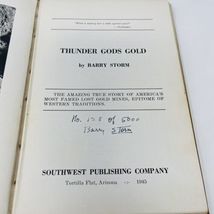 THUNDER GODS GOLD
by BARRY STORM
THE AMAZING TRUE STORY OF AMERICA'S
MOST FAMED LOST GOLD MINES, EPITOME OF
WESTERN TRADITIONS.
No. 125 of 5000
Barry Storm
SOUTHWEST PUBLISHING COMPANY
Tortilla Flat, Arizona -:- 1945